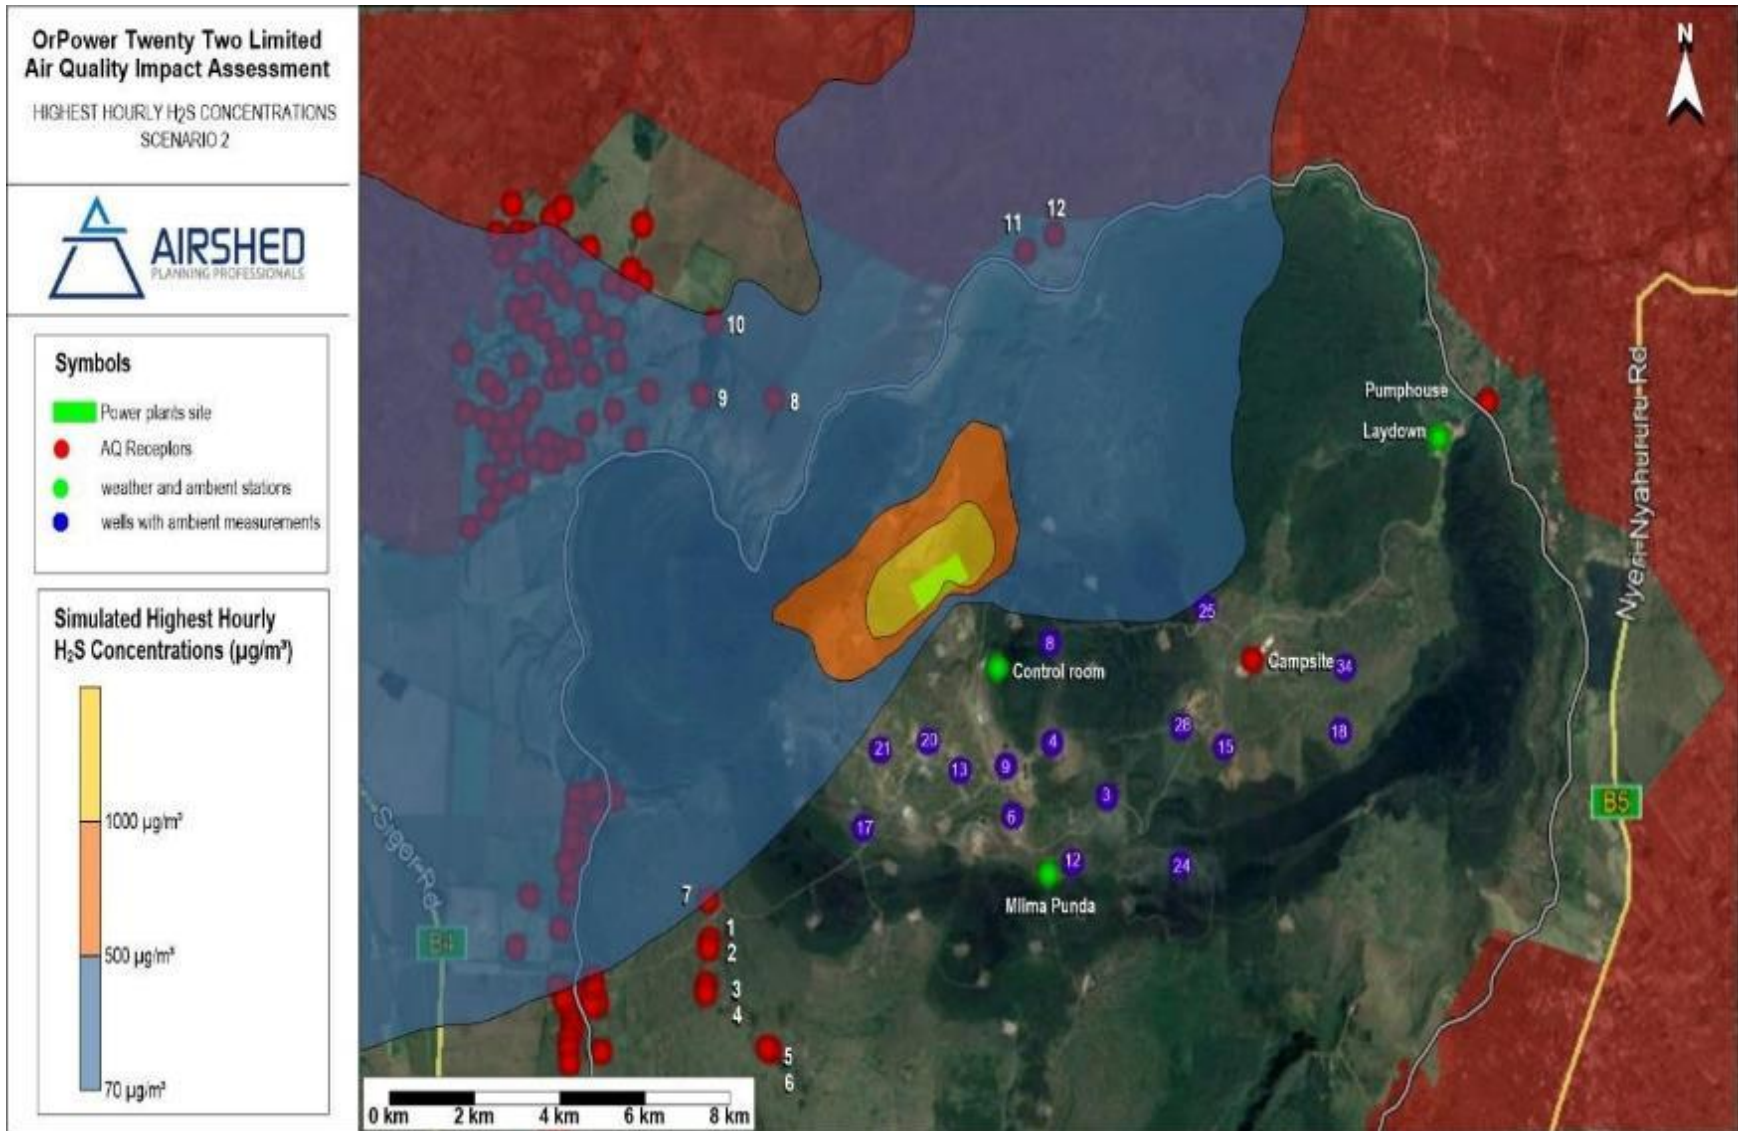 OrPower Twenty Two Limited
Air Quality Impact Assessment
HIGHEST HOURLY H2S CONCENTRATIONS
SCENARIO 2
AIRSHED
PLANNING PROFESSIONALS
Symbols
Power plants site
AQ Receptors
weather and ambient stations
wells with ambient measurements
Simulated Highest Hourly
H₂S Concentrations (µg/m³)
1000 µg/m³
500 µg/m³
70 µg/m³
N
11
12
10
9
8
Pumphouse
Laydown
Nyeri-Nyahururu Rd
25
8
Control room
Campsite
34
28
18
21
20
4
15
13
9
3
6
17
B5
12
24
Siger Rd
Mlima Punda
B4
7
1
2
3
4
5
6
0 km
2 km
4 km
6 km
8 km